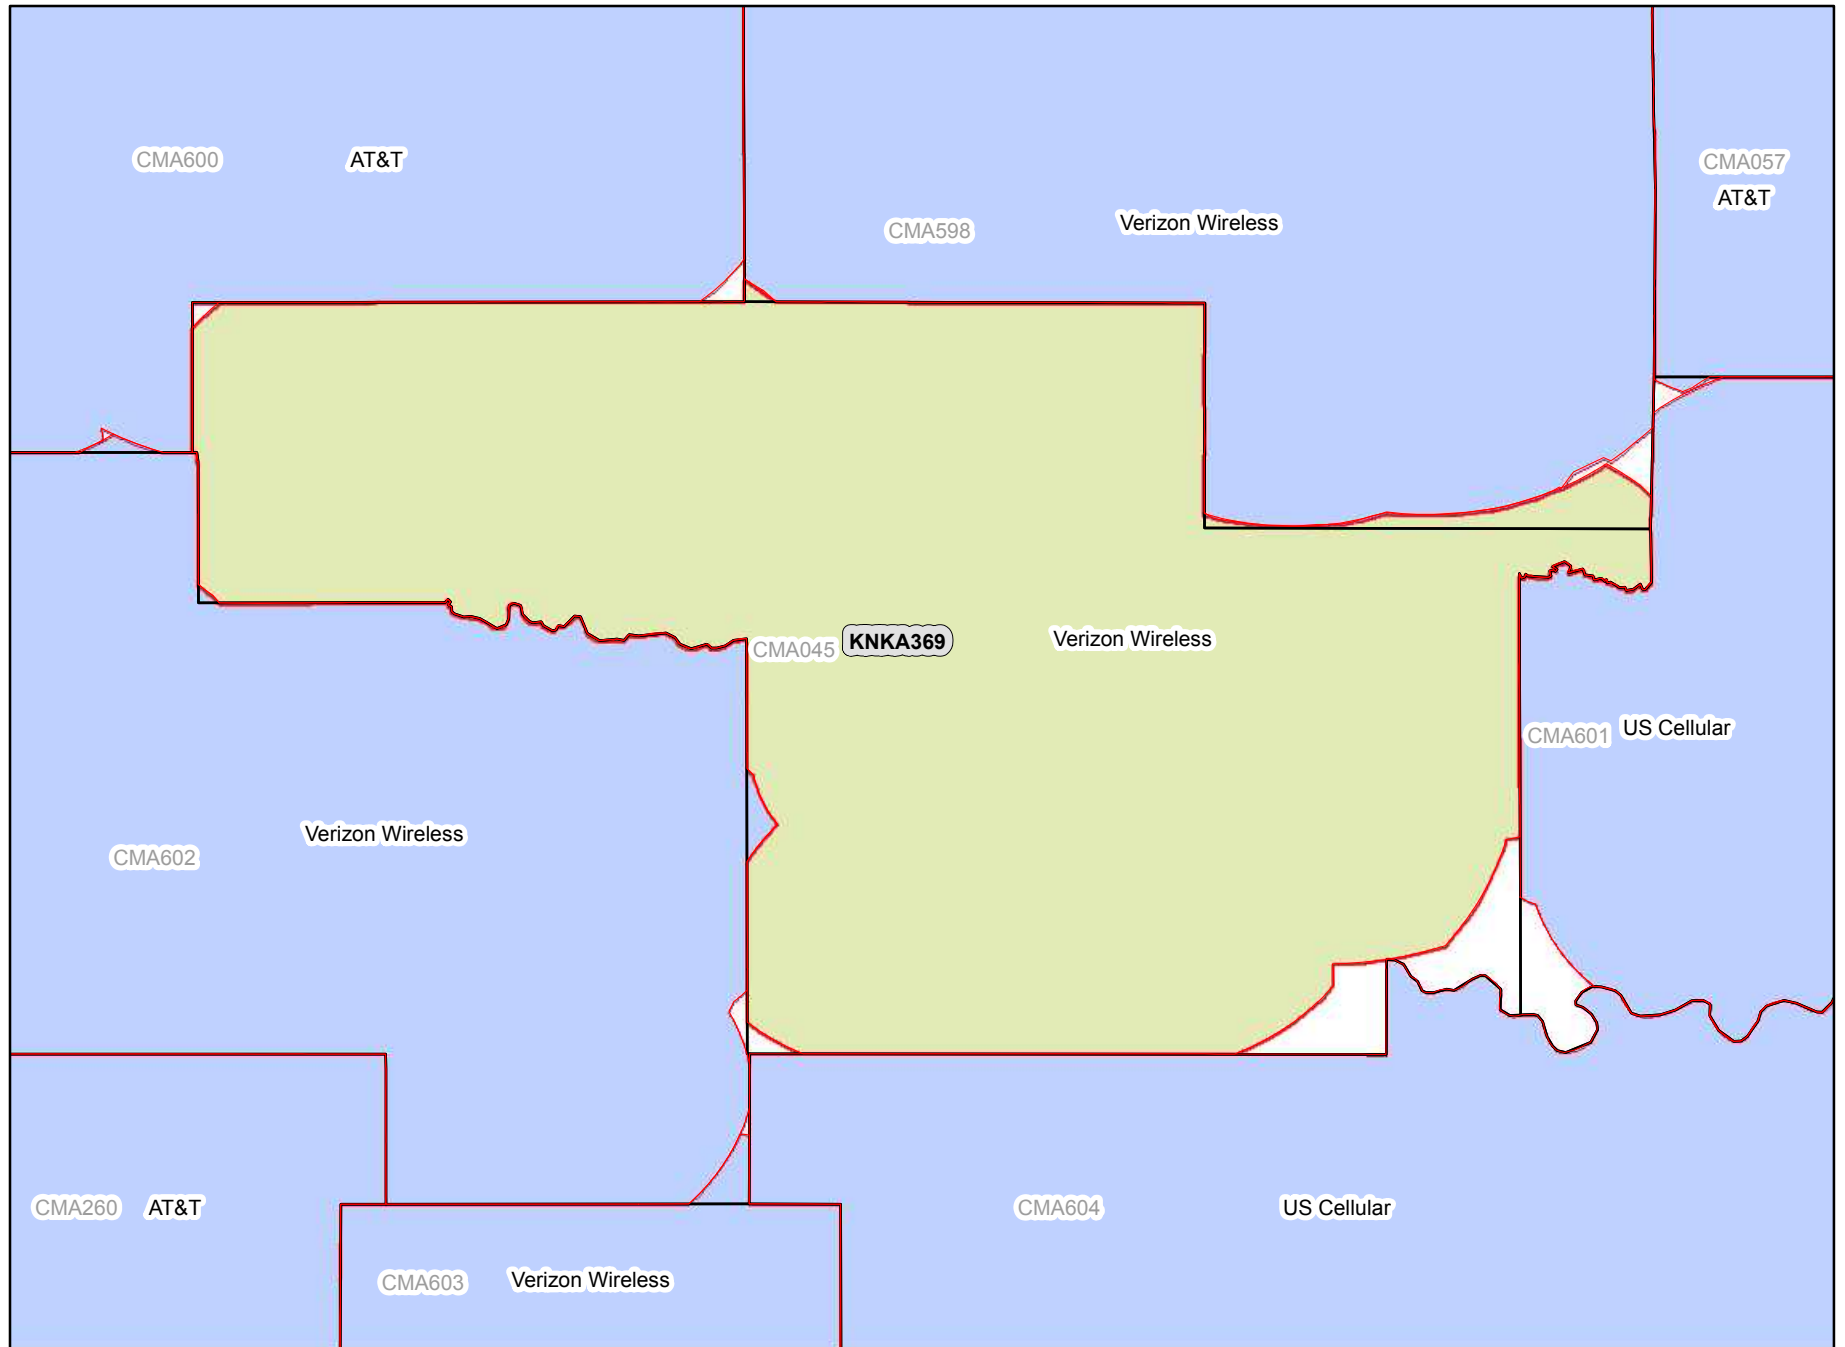 CMA600 AT&T
CMA057
AT&T
CMA598 Verizon Wireless
CMA045 KNKA369 Verizon Wireless
CMA601 US Cellular
Verizon Wireless
CMA602
CMA260 AT&T
CMA604 US Cellular
CMA603 Verizon Wireless